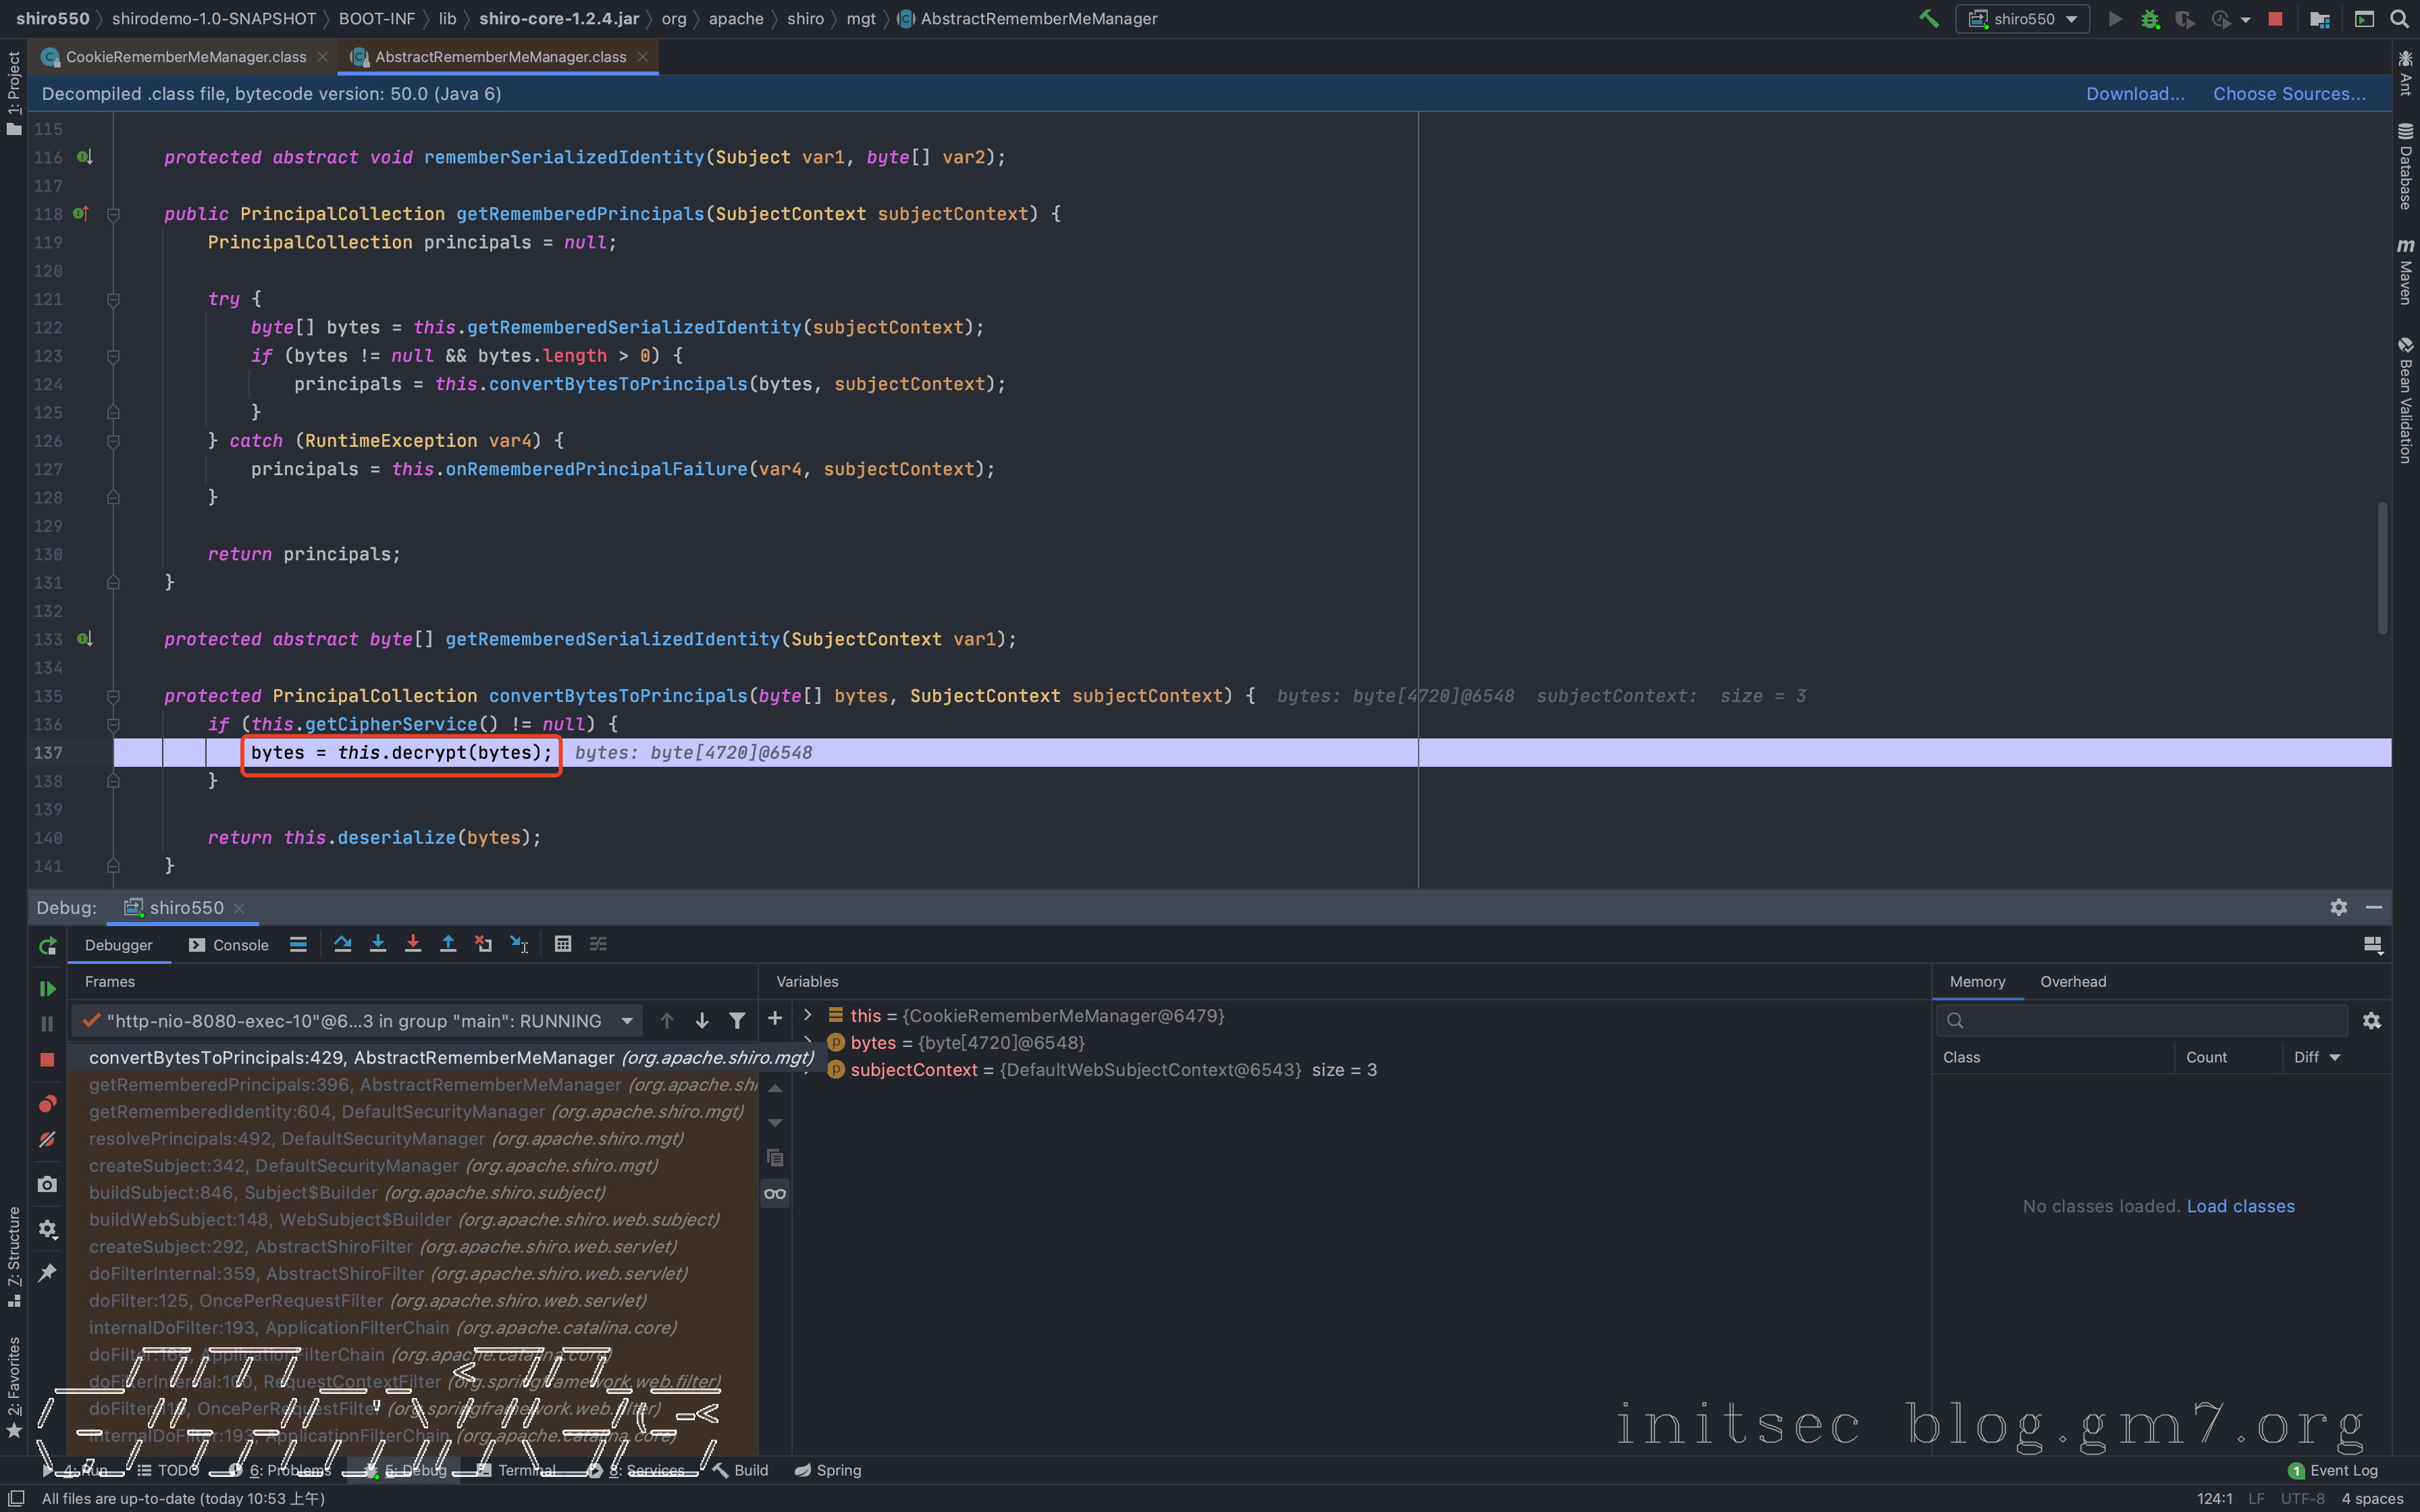 shiro550 › shirodemo-1.0-SNAPSHOT › BOOT-INF › lib › shiro-core-1.2.4.jar › org › apache › shiro › mgt › AbstractRememberMeManager
shiro550
CookieRememberMeManager.class
AbstractRememberMeManager.class
Decompiled .class file, bytecode version: 50.0 (Java 6)
Download... Choose Sources...
1: Project
7: Structure
2: Favorites
Ant
Database
Maven
Bean Validation
115
116 protected abstract void rememberSerializedIdentity(Subject var1, byte[] var2);
117
118 public PrincipalCollection getRememberedPrincipals(SubjectContext subjectContext) {
119 PrincipalCollection principals = null;
120
121 try {
122 byte[] bytes = this.getRememberedSerializedIdentity(subjectContext);
123 if (bytes != null && bytes.length > 0) {
124 principals = this.convertBytesToPrincipals(bytes, subjectContext);
125 }
126 } catch (RuntimeException var4) {
127 principals = this.onRememberedPrincipalFailure(var4, subjectContext);
128 }
129
130 return principals;
131 }
132
133 protected abstract byte[] getRememberedSerializedIdentity(SubjectContext var1);
134
135 protected PrincipalCollection convertBytesToPrincipals(byte[] bytes, SubjectContext subjectContext) { bytes: byte[4720]@6548 subjectContext: size = 3
136 if (this.getCipherService() != null) {
137 bytes = this.decrypt(bytes); bytes: byte[4720]@6548
138 }
139
140 return this.deserialize(bytes);
141 }
Debug: shiro550
Debugger Console
Frames
Variables
Memory Overhead
"http-nio-8080-exec-10"@6...3 in group "main": RUNNING
convertBytesToPrincipals:429, AbstractRememberMeManager (org.apache.shiro.mgt)
getRememberedPrincipals:396, AbstractRememberMeManager (org.apache.shi
getRememberedIdentity:604, DefaultSecurityManager (org.apache.shiro.mgt)
resolvePrincipals:492, DefaultSecurityManager (org.apache.shiro.mgt)
createSubject:342, DefaultSecurityManager (org.apache.shiro.mgt)
buildSubject:846, Subject$Builder (org.apache.shiro.subject)
buildWebSubject:148, WebSubject$Builder (org.apache.shiro.web.subject)
createSubject:292, AbstractShiroFilter (org.apache.shiro.web.servlet)
doFilterInternal:359, AbstractShiroFilter (org.apache.shiro.web.servlet)
doFilter:125, OncePerRequestFilter (org.apache.shiro.web.servlet)
internalDoFilter:193, ApplicationFilterChain (org.apache.catalina.core)
ApplicationFilterChain (org.apache.catalina.core)
doFilterInternal:100, RequestContextFilter (org.springframework.web.filter)
OncePerRequestFilter (org.springframework.web.filter)
internalDoFilter:193, ApplicationFilterChain (org.apache.catalina.core)
this = {CookieRememberMeManager@6479}
bytes = {byte[4720]@6548}
subjectContext = {DefaultWebSubjectContext@6543} size = 3
Class Count Diff
No classes loaded. Load classes
initsec blog.gm7.org
4: Run TODO 6: Problems 5: Debug Terminal 8: Services Build Spring
1 Event Log
All files are up-to-date (today 10:53 上午)
124:1 LF UTF-8 4 spaces